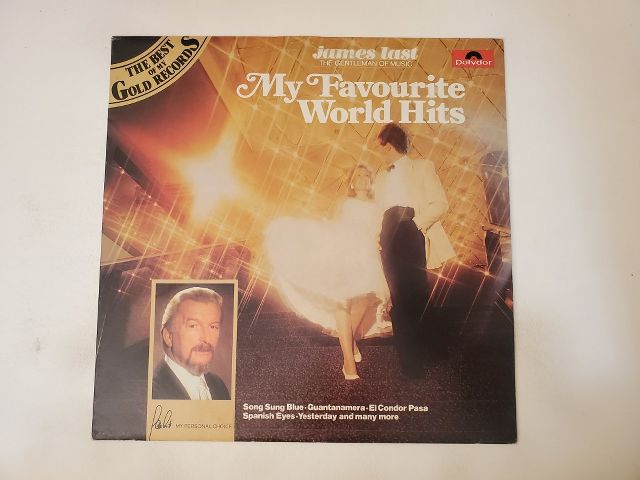 THE BEST
OF MY
GOLD RECORDS
james last
THE GENTLEMAN OF MUSIC
Polydor
My Favourite
World Hits
Song Sung Blue·Guantanamera·El Condor Pasa
Spanish Eyes·Yesterday and many more
MY PERSONAL CHOICE